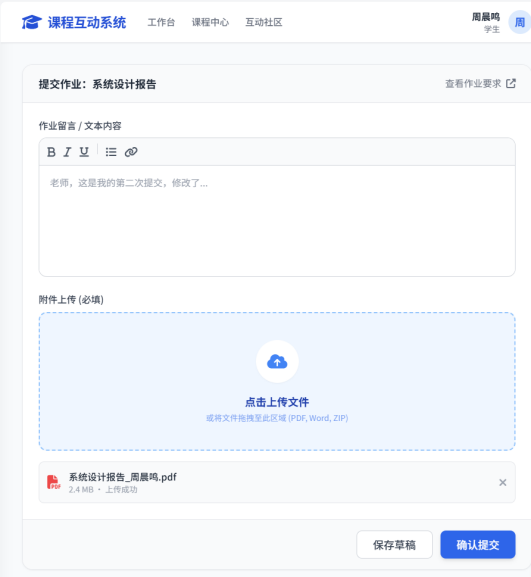 课程互动系统 工作台 课程中心 互动社区 周晨鸣 周
学生
提交作业：系统设计报告 查看作业要求
作业留言 / 文本内容
B I U
老师，这是我的第二次提交，修改了...
附件上传 (必填)
点击上传文件
或将文件拖拽至此区域 (PDF, Word, ZIP)
PDF 系统设计报告_周晨鸣.pdf
2.4 MB • 上传成功
保存草稿 确认提交